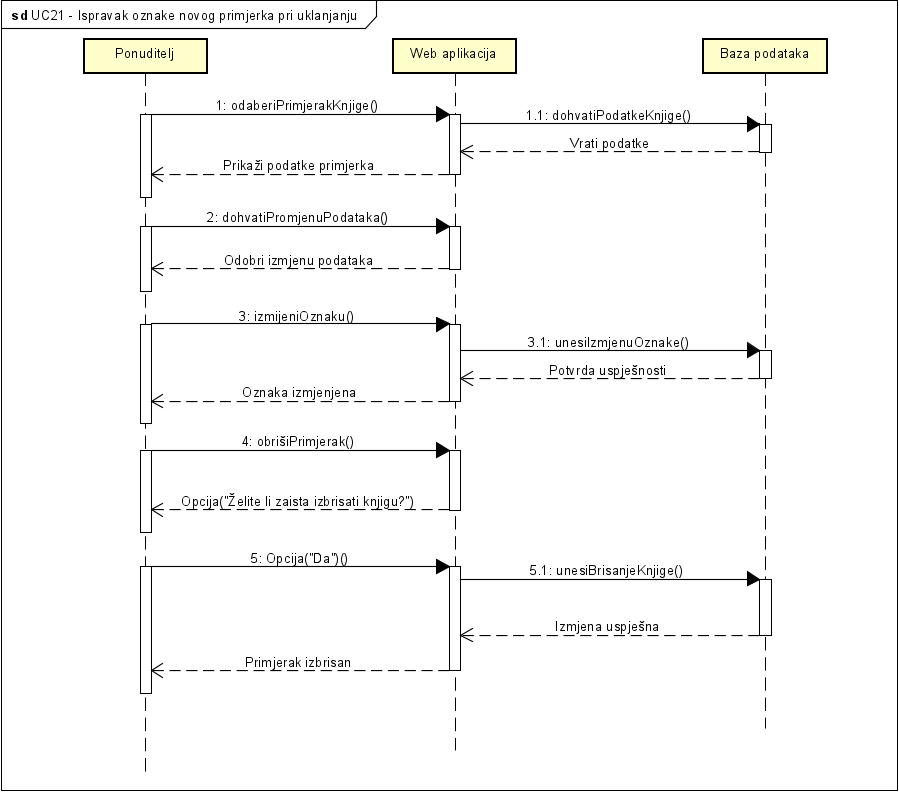 sd UC21 - Ispravak oznake novog primjerka pri uklanjanju
Ponuditelj
Web aplikacija
Baza podataka
1: odaberiPrimjerakKnjige()
1.1: dohvatiPodatkeKnjige()
Vrati podatke
Prikaži podatke primjerka
2: dohvatiPromjenuPodataka()
Odobri izmjenu podataka
3: izmijeniOznaku()
3.1: unesiIzmjenuOznake()
Potvrda uspješnosti
Oznaka izmjenjena
4: obrišiPrimjerak()
Opcija("Želite li zaista izbrisati knjigu?")
5: Opcija("Da")()
5.1: unesiBrisanjeKnjige()
Izmjena uspješna
Primjerak izbrisan